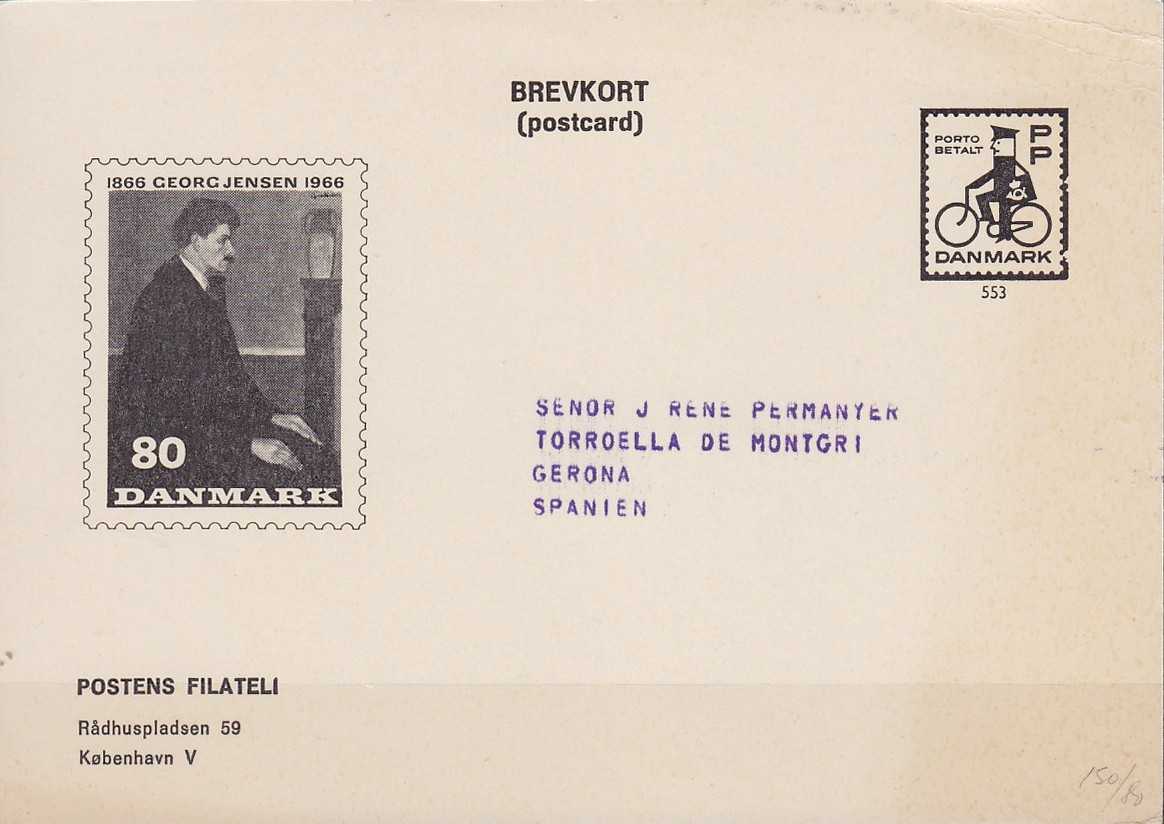 BREVKORT
(postcard)
1866 GEORG JENSEN 1966
80
DANMARK
PORTO
BETALT
P
P
DANMARK
553
SENOR J RENE PERMANYER
TORROELLA DE MONTGRI
GERONA
SPANIEN
POSTENS FILATELI
Rådhuspladsen 59
København V
150/80